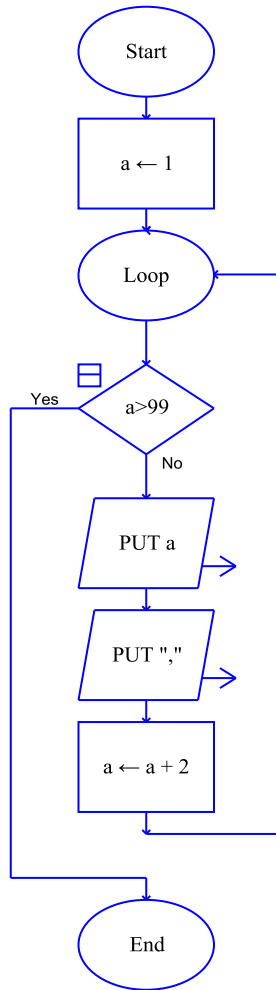 Start
a ← 1
Loop
a>99
Yes
No
PUT a
PUT ","
a ← a + 2
End